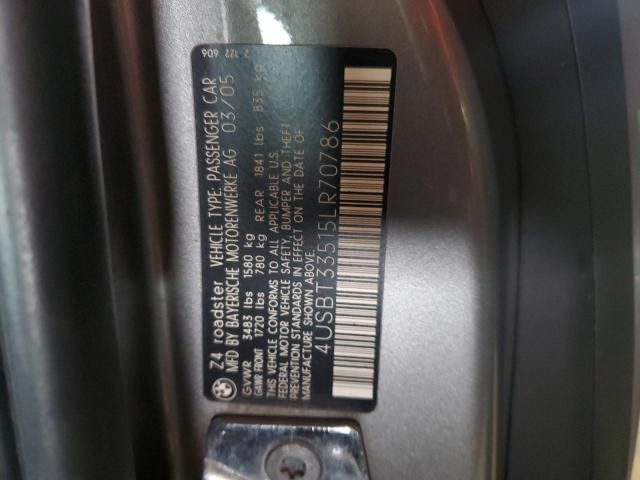 Z4 roadster VEHICLE TYPE: PASSENGER CAR
MFD BY BAYERISCHE MOTORENWERKE AG 03/05
GVWR 3483 lbs 1580 kg
GAWR FRONT 1720 lbs 780 kg REAR 1841 lbs 835 kg
THIS VEHICLE CONFORMS TO ALL APPLICABLE U.S.
FEDERAL MOTOR VEHICLE SAFETY, BUMPER AND THEFT
PREVENTION STANDARDS IN EFFECT ON THE DATE OF
MANUFACTURE SHOWN ABOVE.
4USBT33515LR70786